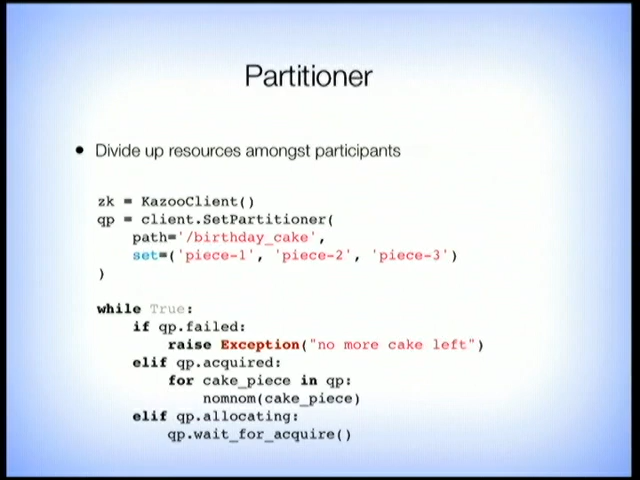 Partitioner
• Divide up resources amongst participants
zk = KazooClient()
qp = client.SetPartitioner(
    path='/birthday_cake',
    set=('piece-1', 'piece-2', 'piece-3')
)
while True:
    if qp.failed:
        raise Exception("no more cake left")
    elif qp.acquired:
        for cake_piece in qp:
            nomnom(cake_piece)
    elif qp.allocating:
        qp.wait_for_acquire()